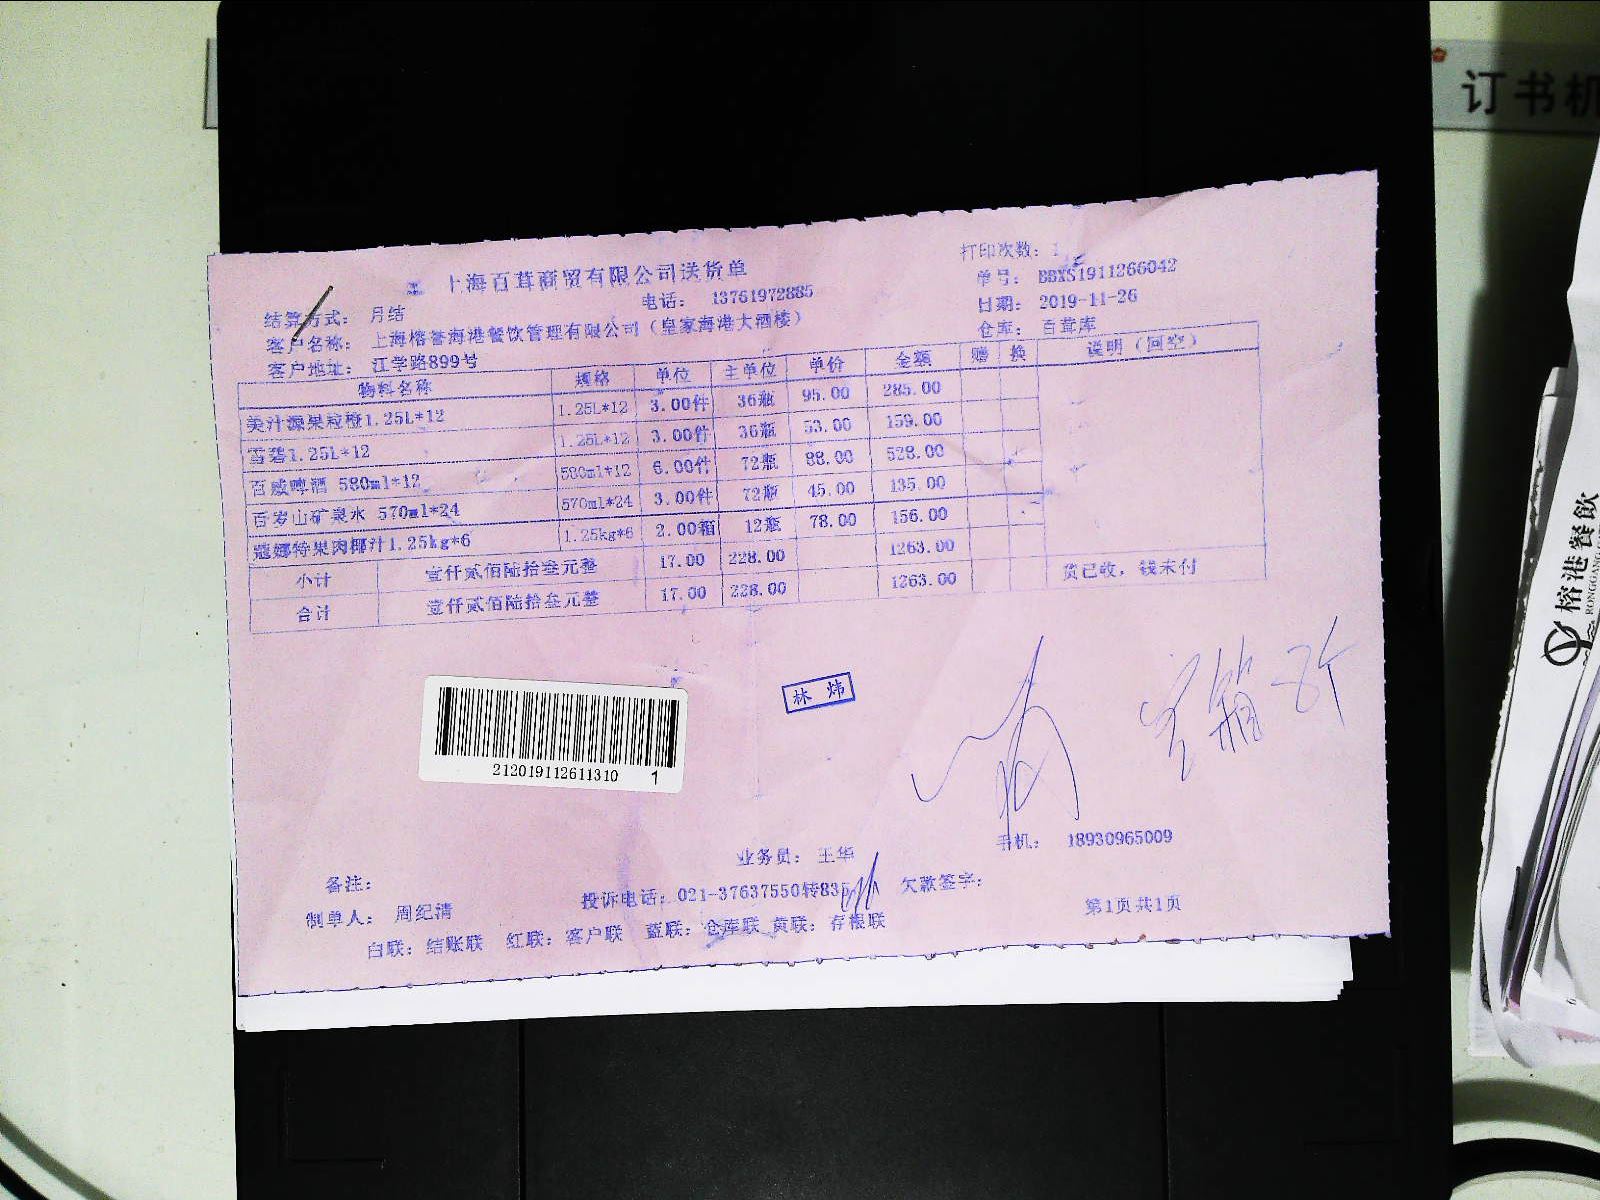 订书机
上海百茸商贸有限公司送货单
打印次数: 1
结算方式: 月结
电话: 13761972885
单号: BBXS1911266042
客户名称: 上海榕誉海港餐饮管理有限公司(皇家海港大酒楼)
日期: 2019-11-26
客户地址: 江学路899号
仓库: 百茸库
物料名称 规格 单位 主单位 单价 金额 赠 换 说明(回空)
美汁源果粒橙1.25L*12 1.25L*12 3.00件 36瓶 95.00 285.00
雪碧1.25L*12 1.25L*12 3.00件 36瓶 53.00 159.00
百威啤酒 580ml*12 580ml*12 6.00件 72瓶 88.00 528.00
百岁山矿泉水 570ml*24 570ml*24 3.00件 72瓶 45.00 135.00
蔻娜特果肉椰汁1.25kg*6 1.25kg*6 2.00箱 12瓶 78.00 156.00
小计 壹仟贰佰陆拾叁元整 17.00 228.00 1263.00
合计 壹仟贰佰陆拾叁元整 17.00 228.00 1263.00 货已收，钱未付
林炜
212019112611310 1
业务员: 王华 手机: 18930965009
备注:
投诉电话: 021-37637550转835 欠款签字:
制单人: 周纪清
第1页共1页
白联: 结账联 红联: 客户联 蓝联: 仓库联 黄联: 存根联
榕港餐飲